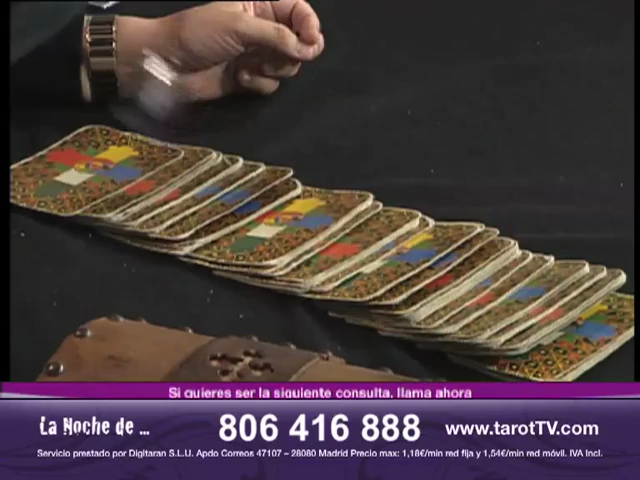 Si quieres ser la siguiente consulta, llama ahora
La Noche de ... 806 416 888 www.tarotTV.com
Servicio prestado por Digitaran S.L.U. Apdo Correos 47107 – 28080 Madrid Precio max: 1,18€/min red fija y 1,54€/min red móvil. IVA Incl.